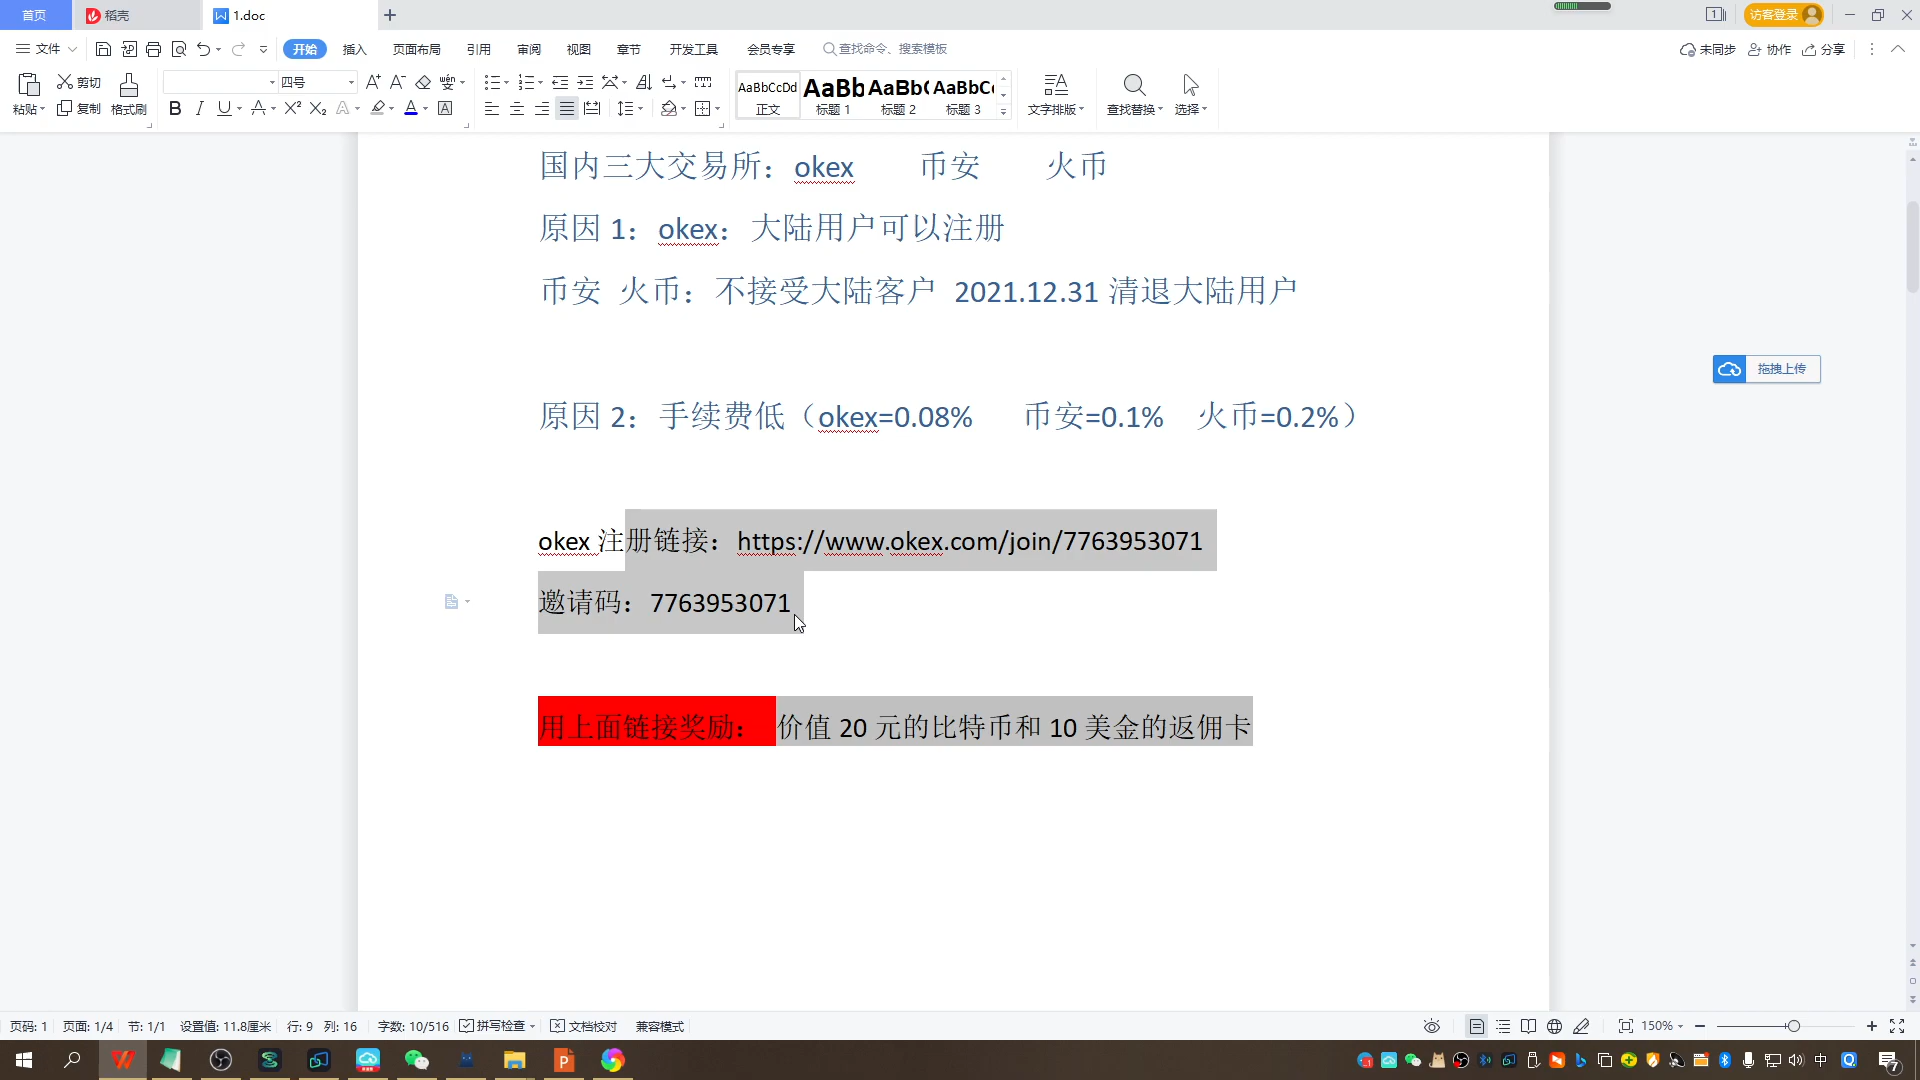 首页 稻壳 1.doc 访客登录
文件 开始 插入 页面布局 引用 审阅 视图 章节 开发工具 会员专享 查找命令、搜索模板 未同步 协作 分享
粘贴 剪切 复制 格式刷 四号 AaBbCcDd 正文 AaBb 标题 1 AaBb( 标题 2 AaBbC 标题 3 文字排版 查找替换 选择
国内三大交易所：okex 币安 火币
原因 1：okex：大陆用户可以注册
币安 火币：不接受大陆客户 2021.12.31 清退大陆用户
拖拽上传
原因 2：手续费低（okex=0.08% 币安=0.1% 火币=0.2%）
okex 注册链接：https://www.okex.com/join/7763953071
邀请码：7763953071
用上面链接奖励： 价值 20 元的比特币和 10 美金的返佣卡
页码: 1 页面: 1/4 节: 1/1 设置值: 11.8厘米 行: 9 列: 16 字数: 10/516 拼写检查 文档校对 兼容模式 150%
中 7